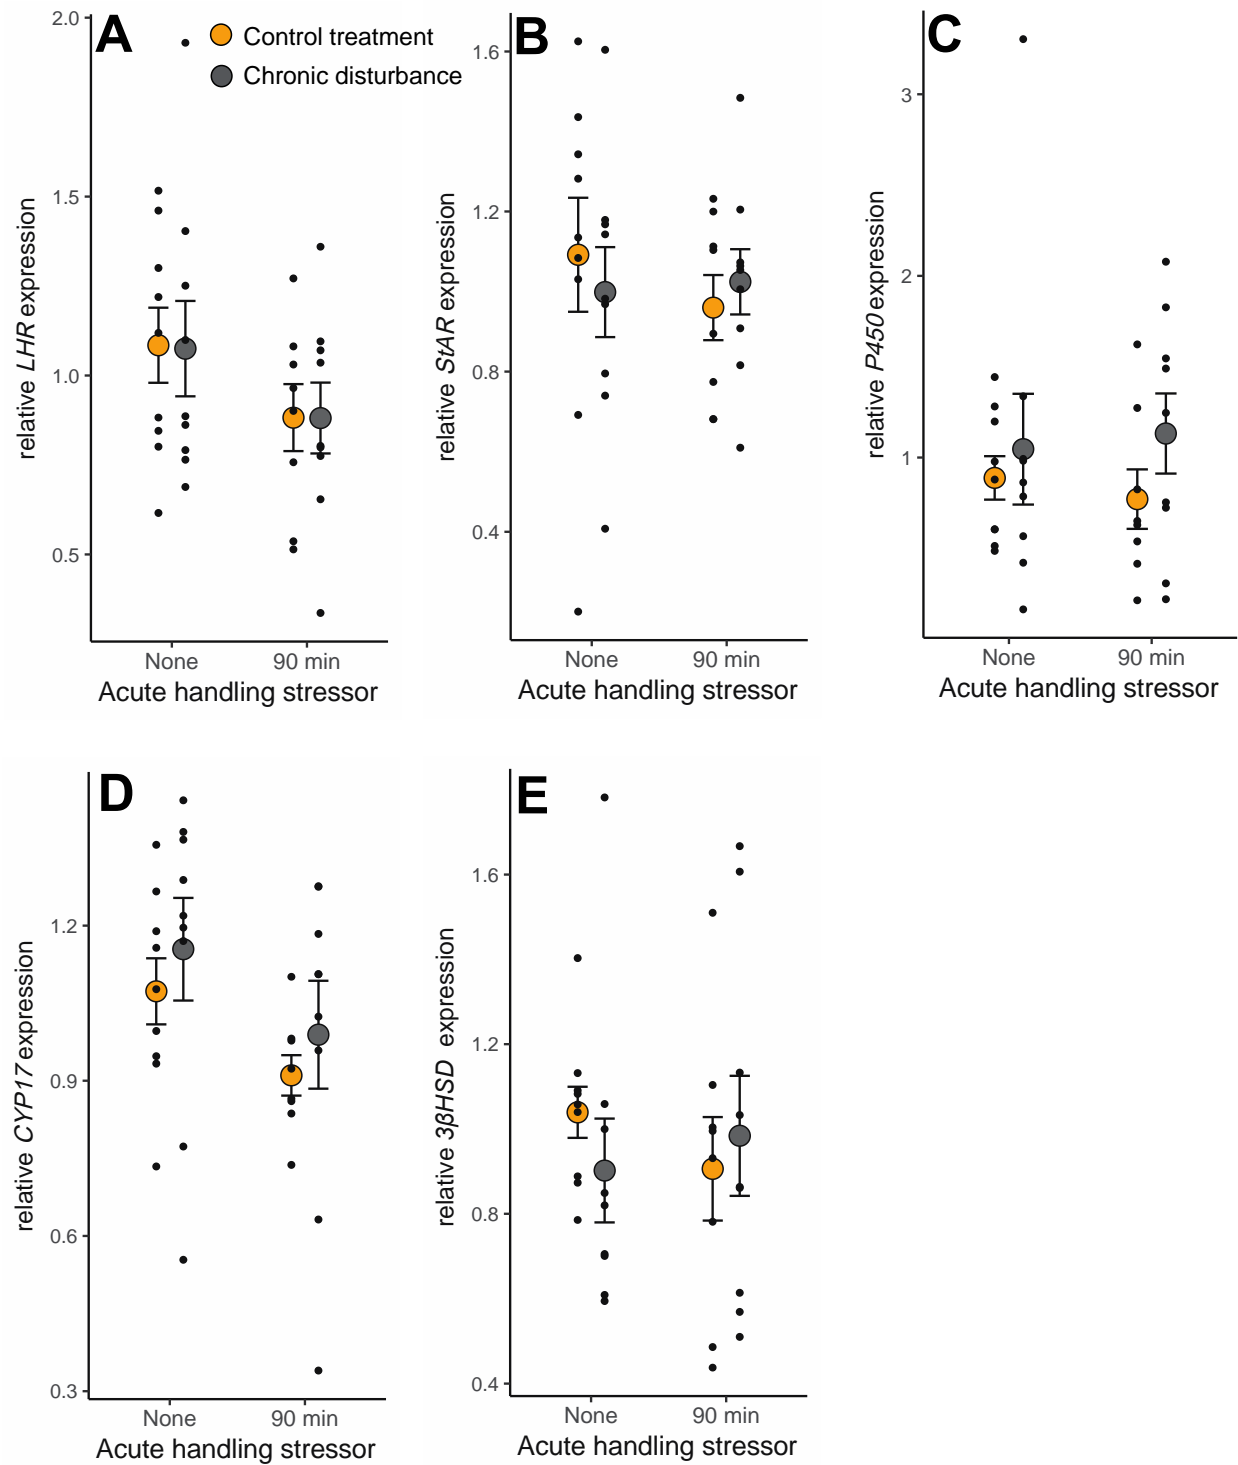 A
Control treatment
Chronic disturbance
2.0
1.5
1.0
0.5
relative LHR expression
None
90 min
Acute handling stressor
B
1.6
1.2
0.8
0.4
relative StAR expression
None
90 min
Acute handling stressor
C
3
2
1
relative P450 expression
None
90 min
Acute handling stressor
D
1.2
0.9
0.6
0.3
relative CYP17 expression
None
90 min
Acute handling stressor
E
1.6
1.2
0.8
0.4
relative 3βHSD expression
None
90 min
Acute handling stressor